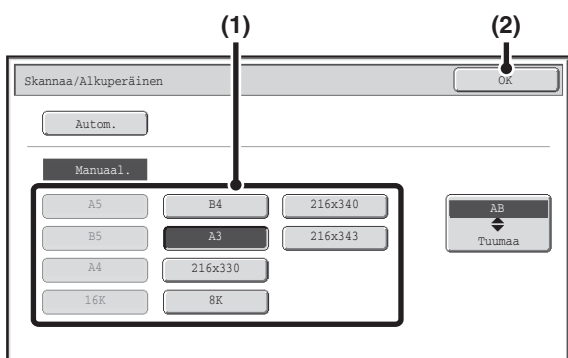 (1) (2)
Skannaa/Alkuperäinen OK
Autom.
Manuaal.
A5 B4 216x340
B5 A3 216x343
A4 216x330
16K 8K
AB
Tuumaa